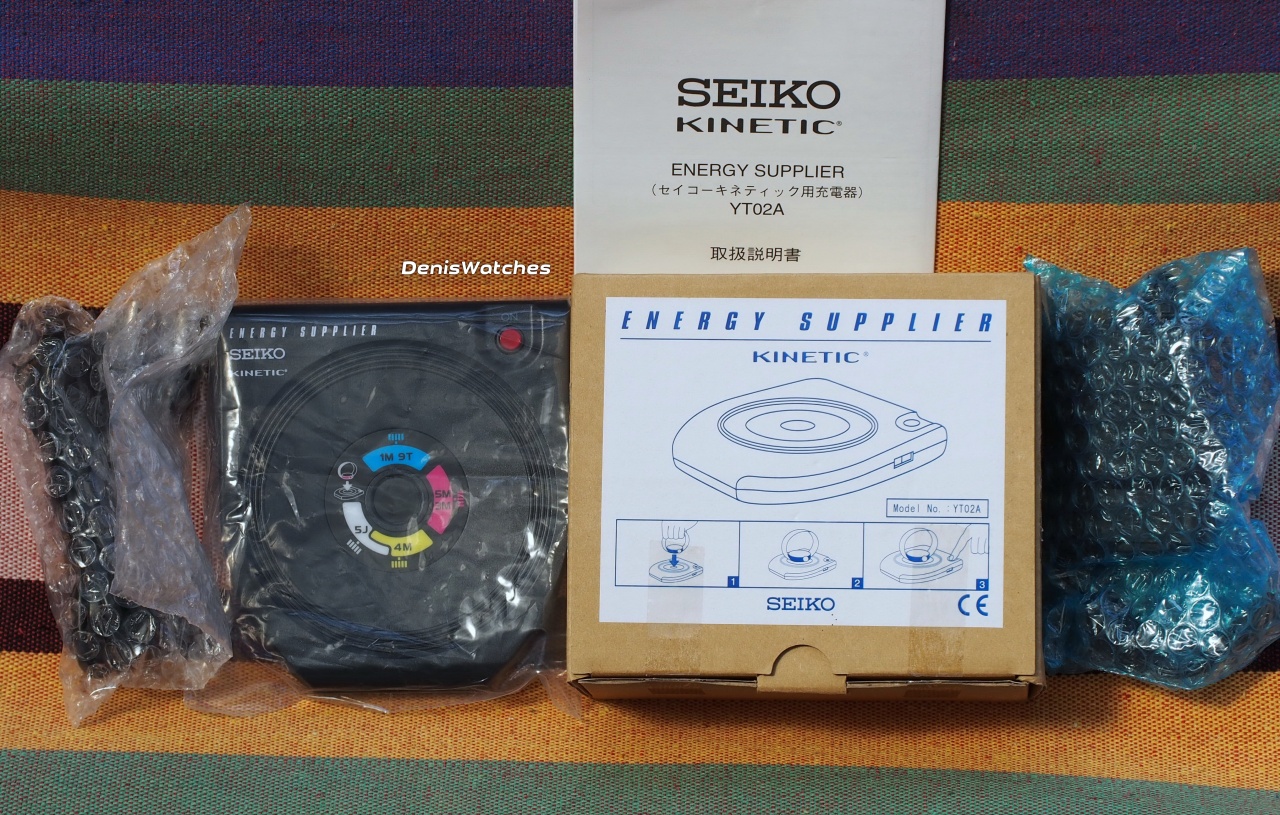 SEIKO
KINETIC®
ENERGY SUPPLIER
(セイコーキネティック用充電器)
YT02A
取扱説明書
DenisWatches
ENERGY SUPPLIER
SEIKO
KINETIC®
ON
1M 9T
5M
3M
4M
5J
ENERGY SUPPLIER
KINETIC®
Model No. : YT02A
1
2
3
SEIKO
CE